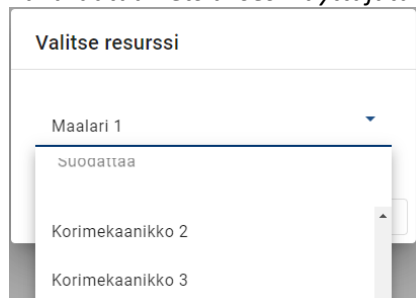 Valitse resurssi
Maalari 1
Suodattaa
Korimekaanikko 2
Korimekaanikko 3